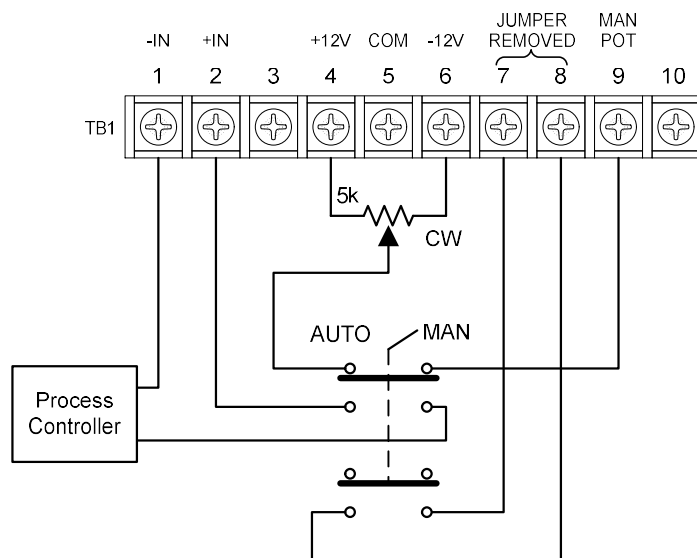 JUMPER REMOVED
MAN POT
-IN +IN +12V COM -12V
1 2 3 4 5 6 7 8 9 10
TB1
5k
CW
AUTO MAN
Process
Controller